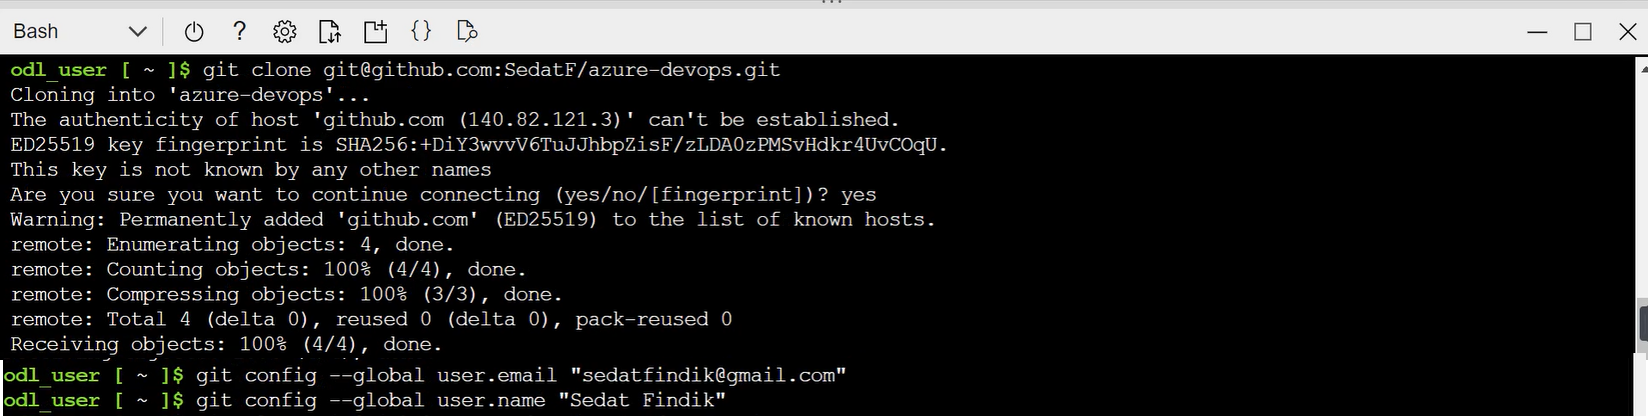 Bash
odl_user [ ~ ]$ git clone git@github.com:SedatF/azure-devops.git
Cloning into 'azure-devops'...
The authenticity of host 'github.com (140.82.121.3)' can't be established.
ED25519 key fingerprint is SHA256:+DiY3wvvV6TuJJhbpZisF/zLDA0zPMSvHdkr4UvCOqU.
This key is not known by any other names
Are you sure you want to continue connecting (yes/no/[fingerprint])? yes
Warning: Permanently added 'github.com' (ED25519) to the list of known hosts.
remote: Enumerating objects: 4, done.
remote: Counting objects: 100% (4/4), done.
remote: Compressing objects: 100% (3/3), done.
remote: Total 4 (delta 0), reused 0 (delta 0), pack-reused 0
Receiving objects: 100% (4/4), done.
odl_user [ ~ ]$ git config --global user.email "sedatfindik@gmail.com"
odl_user [ ~ ]$ git config --global user.name "Sedat Findik"